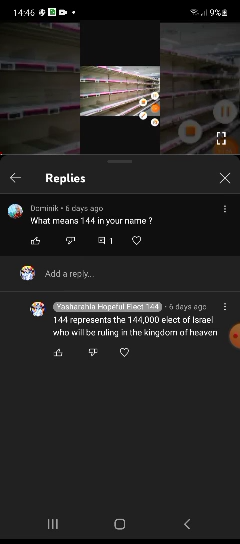 14:46
9%
Replies
Dominik • 6 days ago
What means 144 in your name ?
1
Add a reply...
Yasharahla Hopeful Elect 144 • 6 days ago
144 represents the 144,000 elect of Israel
who will be ruling in the kingdom of heaven